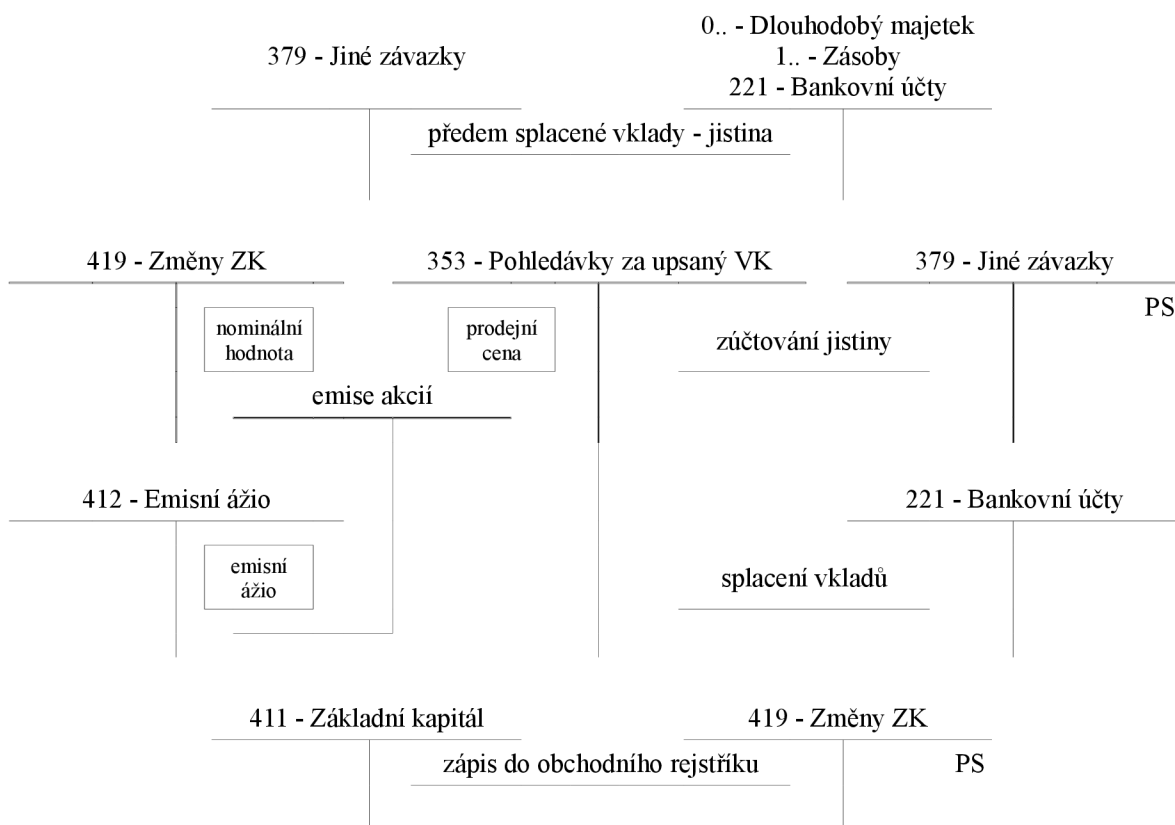 0.. - Dlouhodobý majetek
379 - Jiné závazky
1.. - Zásoby
221 - Bankovní účty
předem splacené vklady - jistina
419 - Změny ZK
353 - Pohledávky za upsaný VK
379 - Jiné závazky
PS
nominální
hodnota
prodejní
cena
zúčtování jistiny
emise akcií
412 - Emisní ážio
221 - Bankovní účty
emisní
ážio
splacení vkladů
411 - Základní kapitál
419 - Změny ZK
zápis do obchodního rejstříku
PS